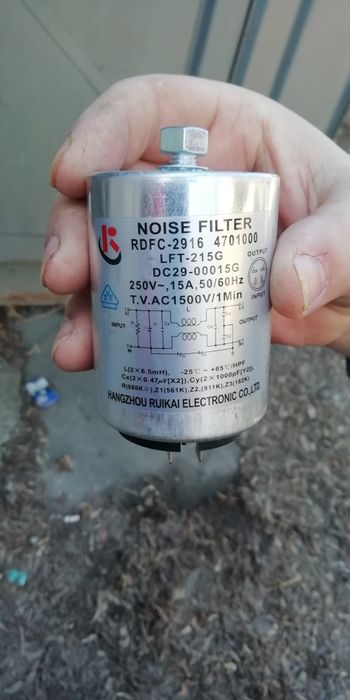 NOISE FILTER
RDFC-2916 4701000
LFT-215G
DC29-00015G
250V~,15A,50/60Hz
T.V.AC1500V/1Min
OUTPUT
INPUT
INPUT
L
OUTPUT
L(2×6.5mH), -25℃ ~ +85℃/HPF
Cx(2×0.47μF[X2]),Cy(2×1000pF[Y2]),
R(680KΩ),Z1(561K),Z2,(911K),Z3(182K)
HANGZHOU RUIKAI ELECTRONIC CO.,LTD.